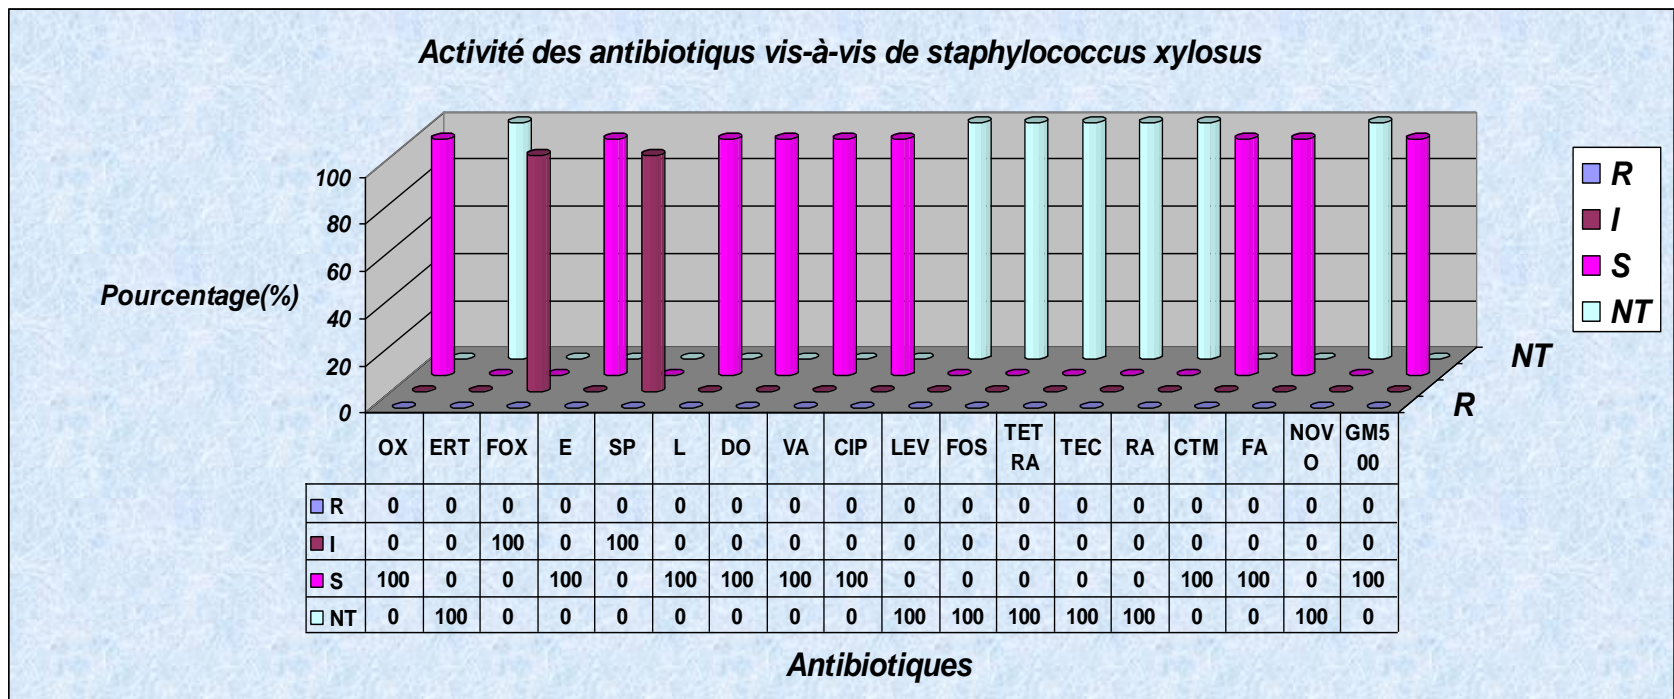 Activité des antibiotiqus vis-à-vis de staphylococcus xylosus
100
80
60
40
20
0
Pourcentage(%)
R
I
S
NT
NT
R
OX ERT FOX E SP L DO VA CIP LEV FOS TET RA TEC RA CTM FA NOV O GM5 00
R 0 0 0 0 0 0 0 0 0 0 0 0 0 0 0 0 0 0
I 0 0 100 0 100 0 0 0 0 0 0 0 0 0 0 0 0 0
S 100 0 0 100 0 100 100 100 100 0 0 0 0 0 100 100 0 100
NT 0 100 0 0 0 0 0 0 0 100 100 100 100 100 0 0 100 0
Antibiotiques